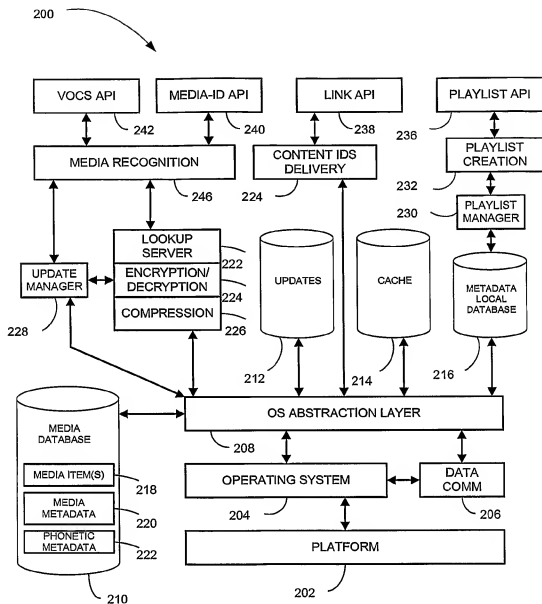 200
VOCS API
MEDIA-ID API
LINK API
PLAYLIST API
242
240
238
236
MEDIA RECOGNITION
CONTENT IDS
DELIVERY
PLAYLIST
CREATION
246
224
232
PLAYLIST
MANAGER
230
LOOKUP
SERVER
222
UPDATE
MANAGER
ENCRYPTION/
DECRYPTION
224
UPDATES
CACHE
METADATA
LOCAL
DATABASE
228
COMPRESSION
226
212
214
216
MEDIA
DATABASE
OS ABSTRACTION LAYER
208
MEDIA ITEM(S)
218
OPERATING SYSTEM
DATA
COMM
204
206
MEDIA
METADATA
220
PHONETIC
METADATA
222
PLATFORM
210
202